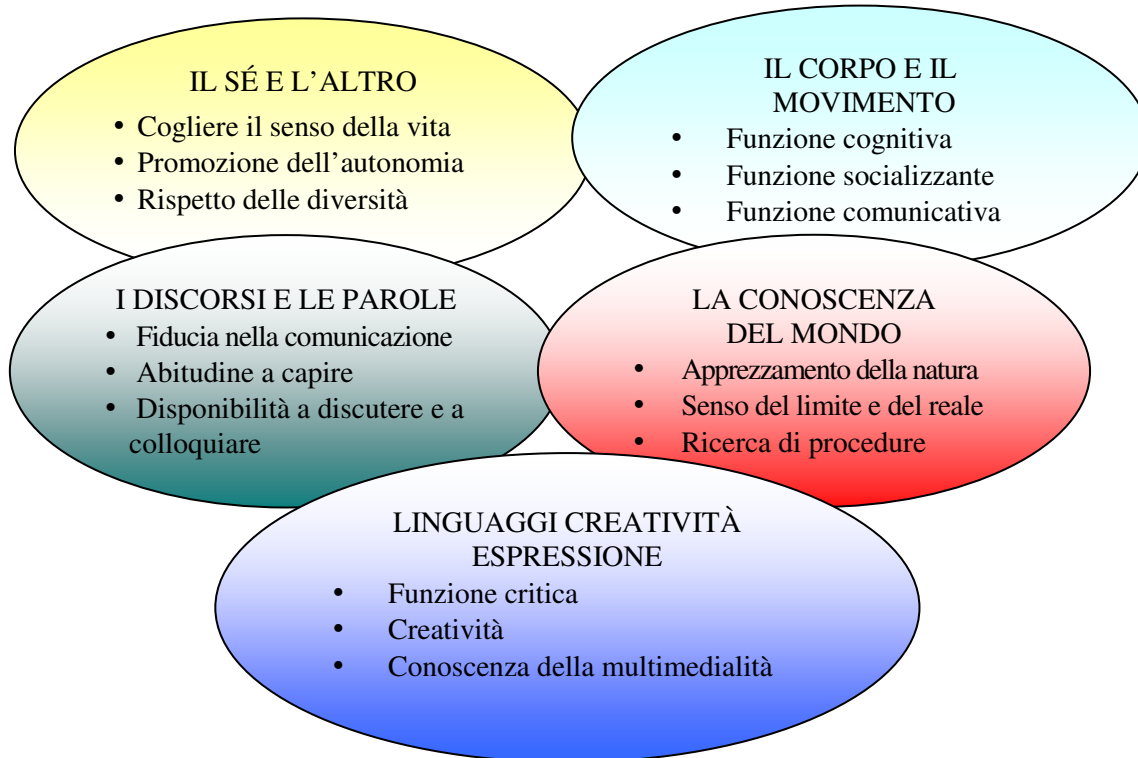 IL SÉ E L'ALTRO
• Cogliere il senso della vita
• Promozione dell'autonomia
• Rispetto delle diversità
IL CORPO E IL
MOVIMENTO
• Funzione cognitiva
• Funzione socializzante
• Funzione comunicativa
I DISCORSI E LE PAROLE
• Fiducia nella comunicazione
• Abitudine a capire
• Disponibilità a discutere e a
colloquiare
LA CONOSCENZA
DEL MONDO
• Apprezzamento della natura
• Senso del limite e del reale
• Ricerca di procedure
LINGUAGGI CREATIVITÀ
ESPRESSIONE
• Funzione critica
• Creatività
• Conoscenza della multimedialità